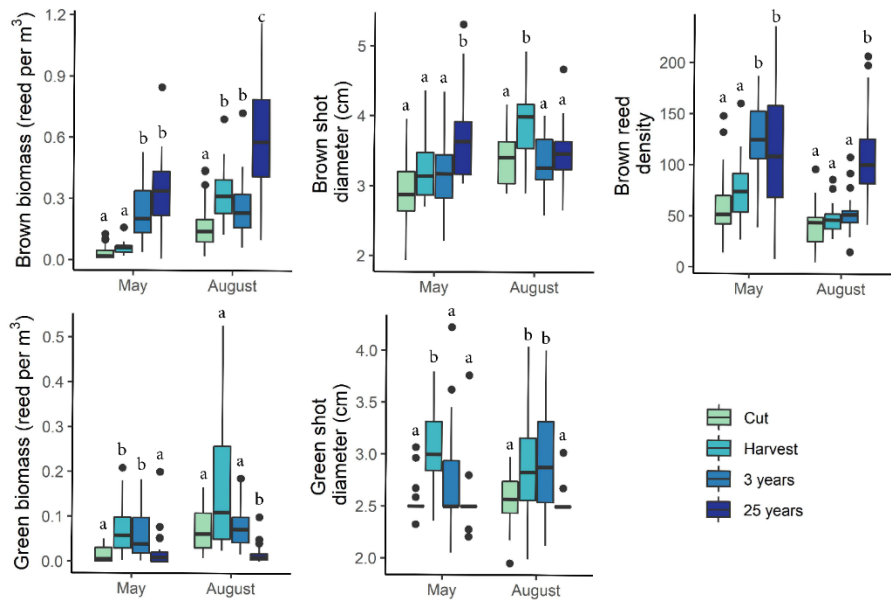 Brown biomass (reed per m³)
1.2
0.9
0.6
0.3
0.0
a
a
b
b
a
b
b
c
May
August
Brown shot
diameter (cm)
5
4
3
2
a
a
a
b
a
b
a
a
May
August
Brown reed
density
200
150
100
50
0
a
a
b
b
a
a
a
b
May
August
Green biomass (reed per m³)
0.5
0.4
0.3
0.2
0.1
0.0
a
b
b
a
a
a
a
b
May
August
Green shot
diameter (cm)
4.0
3.5
3.0
2.5
2.0
a
b
a
a
a
b
b
a
May
August
Cut
Harvest
3 years
25 years